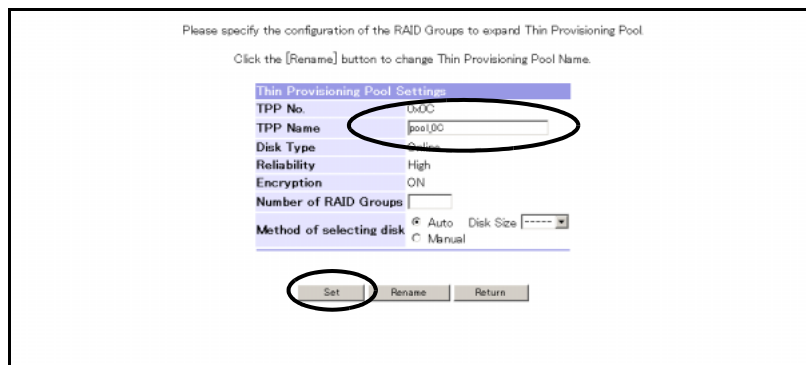 Please specify the configuration of the RAID Groups to expand Thin Provisioning Pool.
Click the [Rename] button to change Thin Provisioning Pool Name.
Thin Provisioning Pool Settings
TPP No. 0x0C
TPP Name pool_0C
Disk Type Online
Reliability High
Encryption ON
Number of RAID Groups
Method of selecting disk Auto Disk Size -----
Manual
Set Rename Return